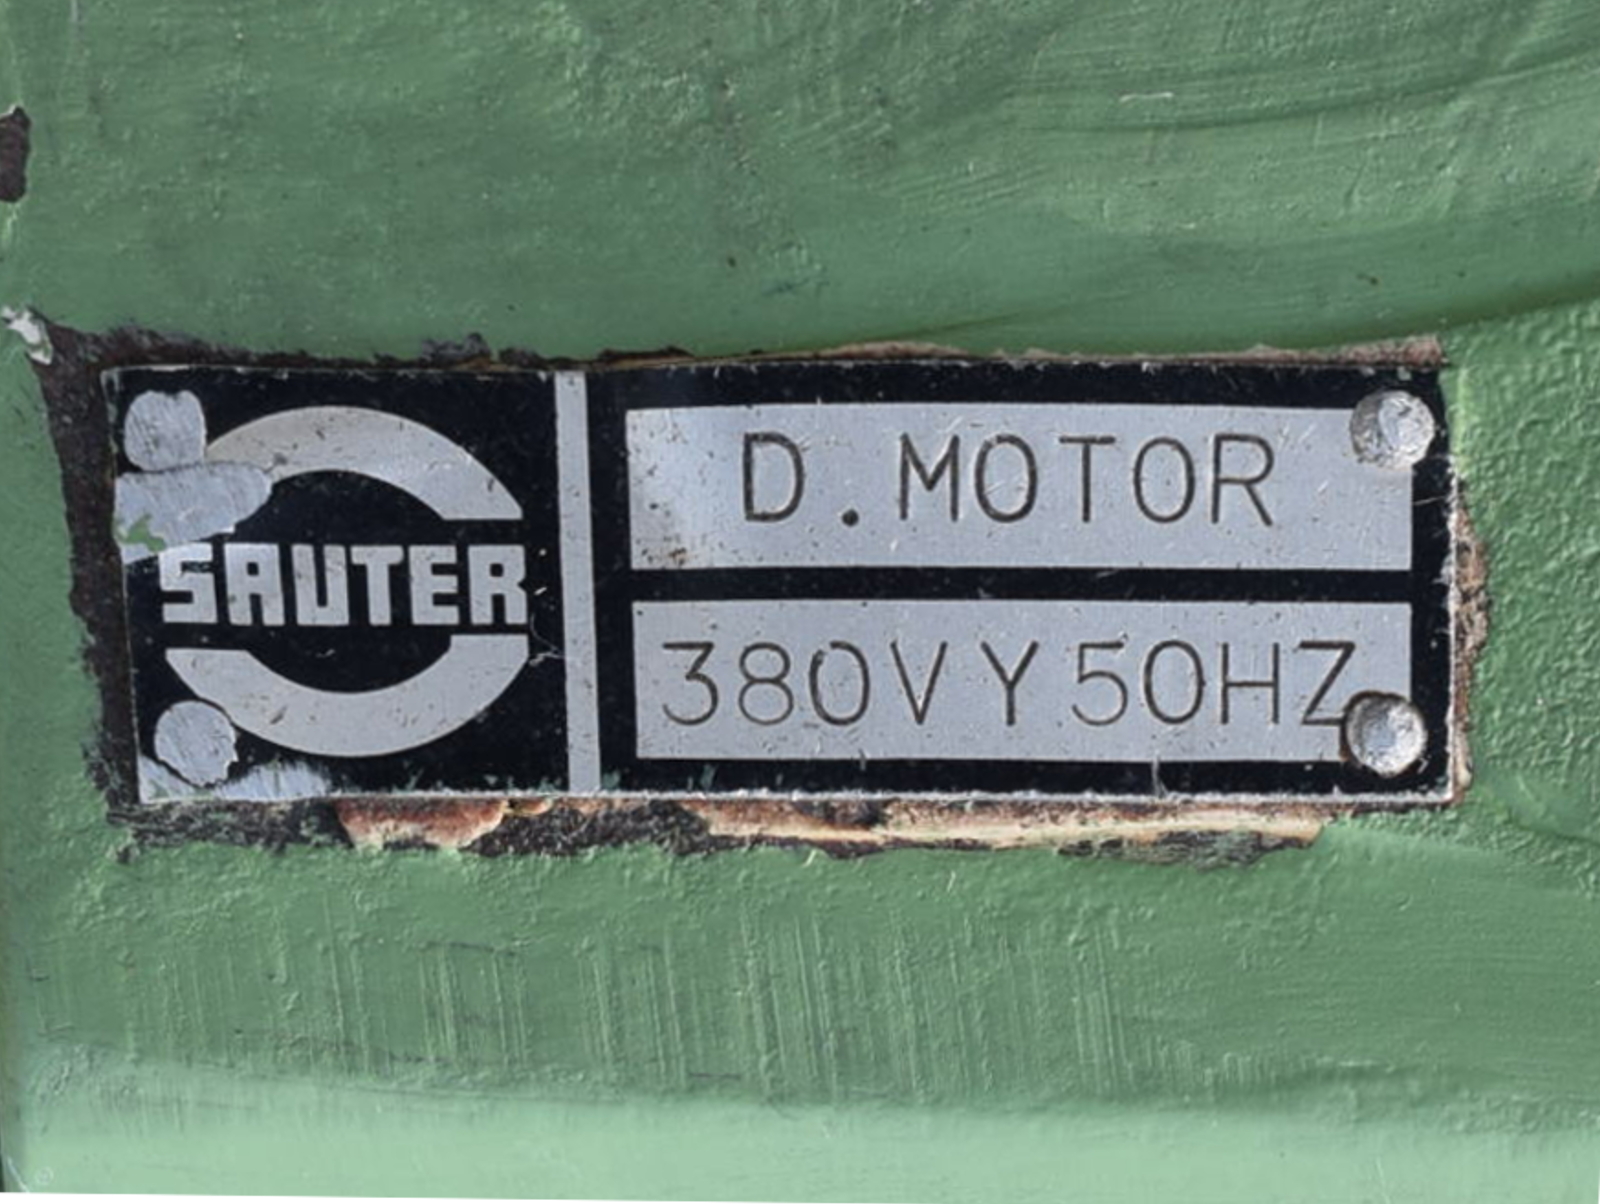 SAUTER
D. MOTOR
380V Y 50HZ